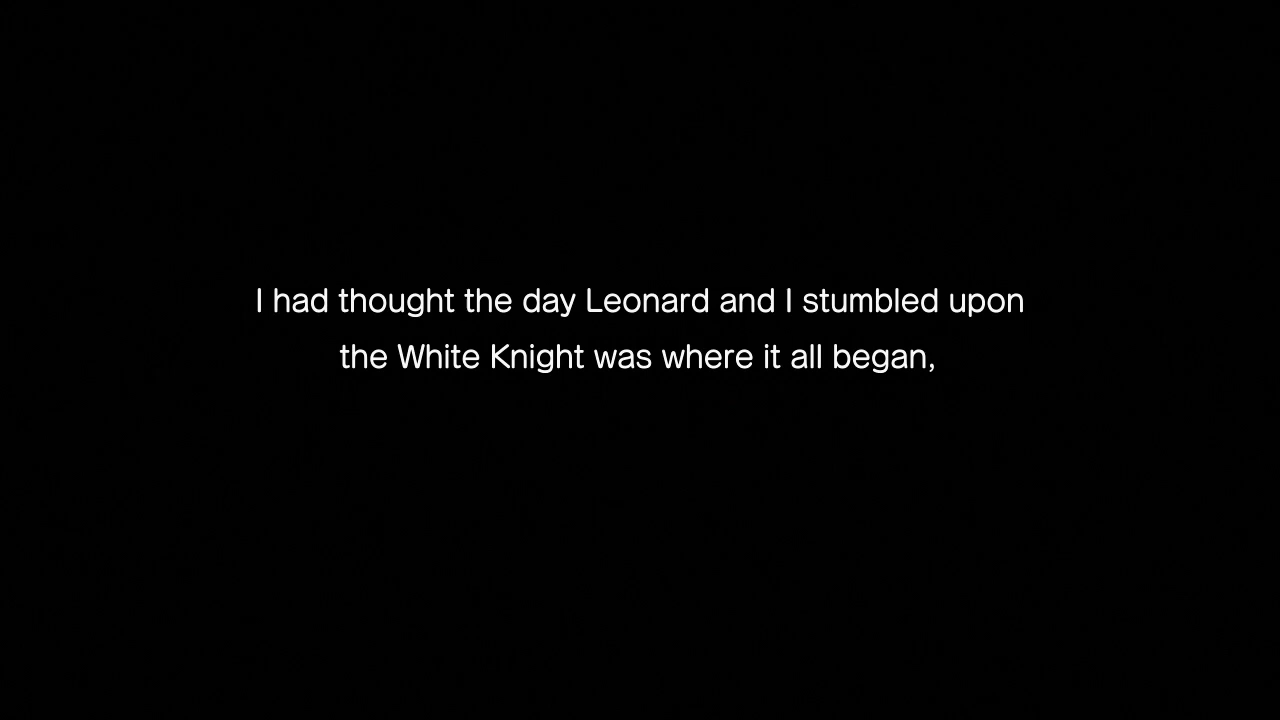 I had thought the day Leonard and I stumbled upon
the White Knight was where it all began,